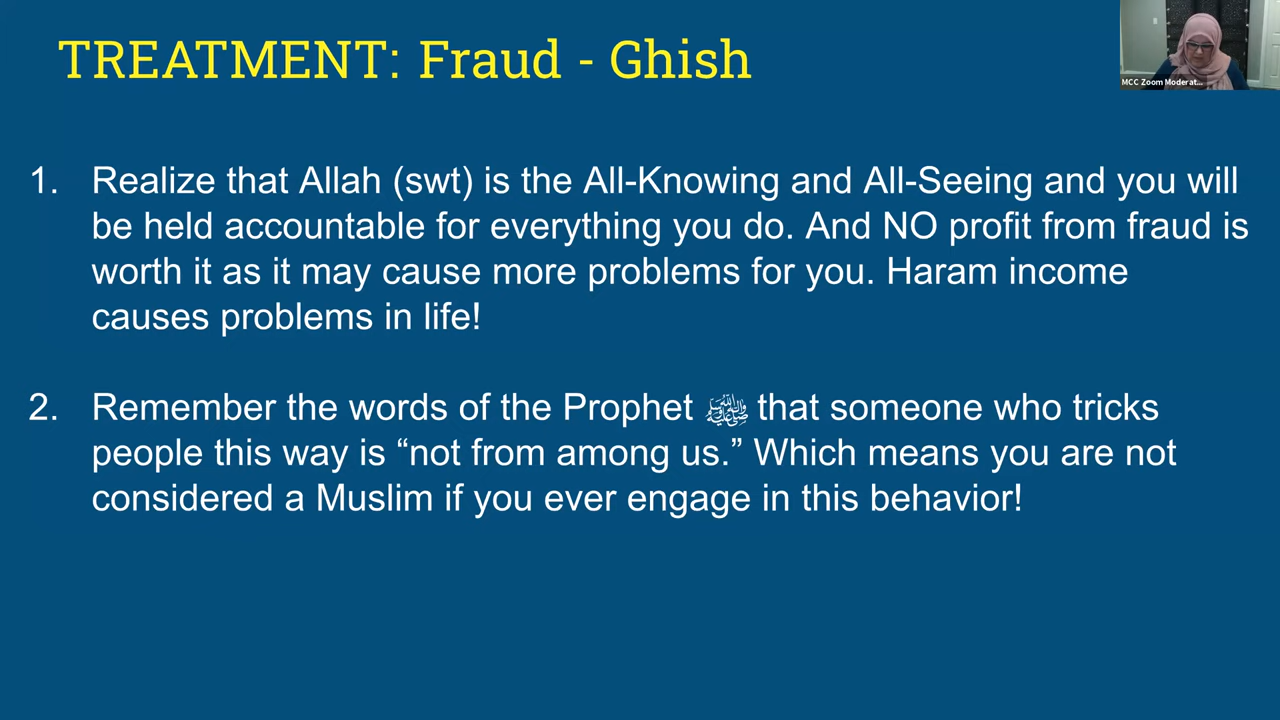 TREATMENT: Fraud - Ghish
MCC Zoom Moderat...
1. Realize that Allah (swt) is the All-Knowing and All-Seeing and you will
be held accountable for everything you do. And NO profit from fraud is
worth it as it may cause more problems for you. Haram income
causes problems in life!
2. Remember the words of the Prophet ﷺ that someone who tricks
people this way is “not from among us.” Which means you are not
considered a Muslim if you ever engage in this behavior!